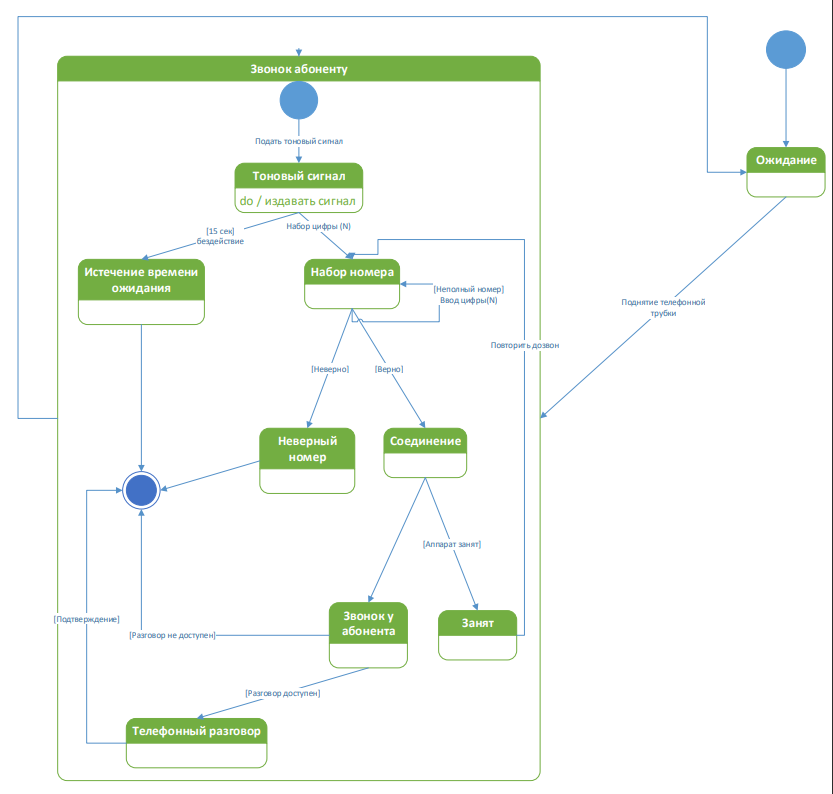 Звонок абоненту
Подать тоновый сигнал
Ожидание
Тоновый сигнал
do / издавать сигнал
[15 сек]
бездействие
Набор цифры (N)
Истечение времени
ожидания
Набор номера
[Неполный номер]
Ввод цифры(N)
Поднятие телефонной
трубки
Повторить дозвон
[Неверно]
[Верно]
Неверный
номер
Соединение
[Аппарат занят]
Звонок у
абонента
Занят
[Подтверждение]
[Разговор не доступен]
[Разговор доступен]
Телефонный разговор